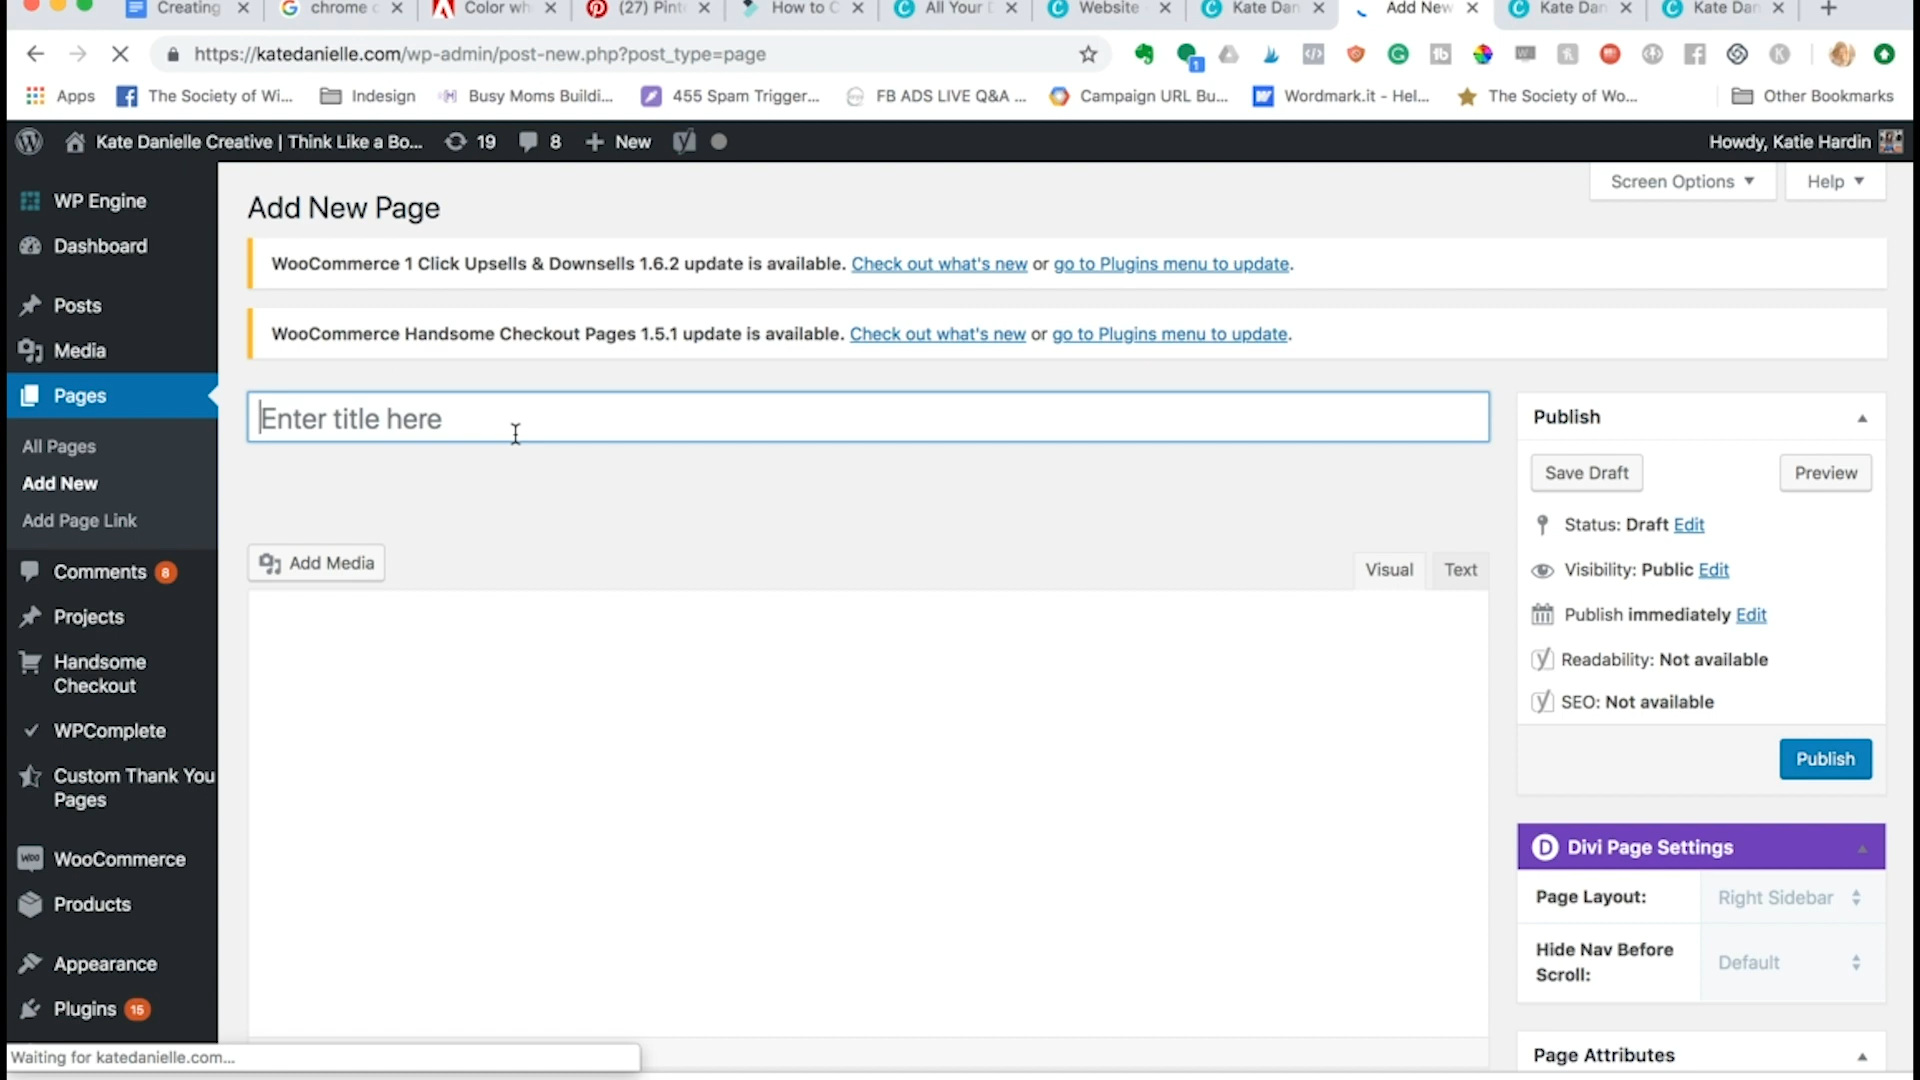 Creating
chrome c
Color wh
(27) Pint
How to C
All Your D
Website
Kate Dan
Add New
Kate Dan
Kate Dan
https://katedanielle.com/wp-admin/post-new.php?post_type=page
1
Apps
The Society of Wi...
Indesign
Busy Moms Buildi...
455 Spam Trigger...
FB ADS LIVE Q&A ...
Campaign URL Bu...
Wordmark.it - Hel...
The Society of Wo...
Other Bookmarks
Kate Danielle Creative | Think Like a Bo...
19
8
New
Howdy, Katie Hardin
WP Engine
Dashboard
Posts
Media
Pages
All Pages
Add New
Add Page Link
Comments 8
Projects
Handsome
Checkout
WPComplete
Custom Thank You
Pages
WooCommerce
Products
Appearance
Plugins 15
Waiting for katedanielle.com...
Screen Options
Help
Add New Page
WooCommerce 1 Click Upsells & Downsells 1.6.2 update is available. Check out what's new or go to Plugins menu to update.
WooCommerce Handsome Checkout Pages 1.5.1 update is available. Check out what's new or go to Plugins menu to update.
Enter title here
Add Media
Visual
Text
Publish
Save Draft
Preview
Status: Draft Edit
Visibility: Public Edit
Publish immediately Edit
Readability: Not available
SEO: Not available
Publish
D Divi Page Settings
Page Layout: Right Sidebar
Hide Nav Before
Scroll:
Default
Page Attributes